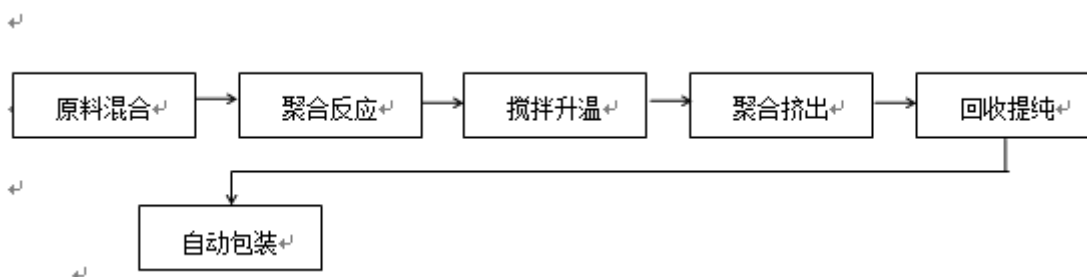 原料混合
聚合反应
搅拌升温
聚合挤出
回收提纯
自动包装